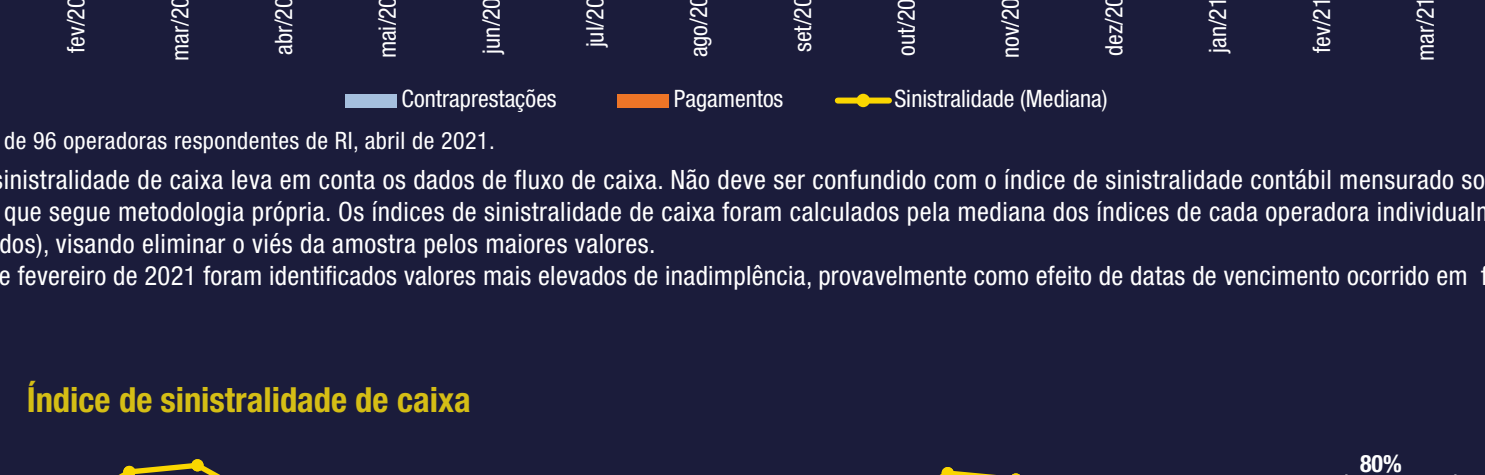 fev/20 mar/20 abr/20 mai/20 jun/20 jul/20 ago/20 set/20 out/20 nov/20 dez/20 jan/21 fev/21 mar/21
Contraprestações Pagamentos Sinistralidade (Mediana)
de 96 operadoras respondentes de RI, abril de 2021.
sinistralidade de caixa leva em conta os dados de fluxo de caixa. Não deve ser confundido com o índice de sinistralidade contábil mensurado so
que segue metodologia própria. Os índices de sinistralidade de caixa foram calculados pela mediana dos índices de cada operadora individualm
dos), visando eliminar o viés da amostra pelos maiores valores.
e fevereiro de 2021 foram identificados valores mais elevados de inadimplência, provavelmente como efeito de datas de vencimento ocorrido em f
Índice de sinistralidade de caixa
80%